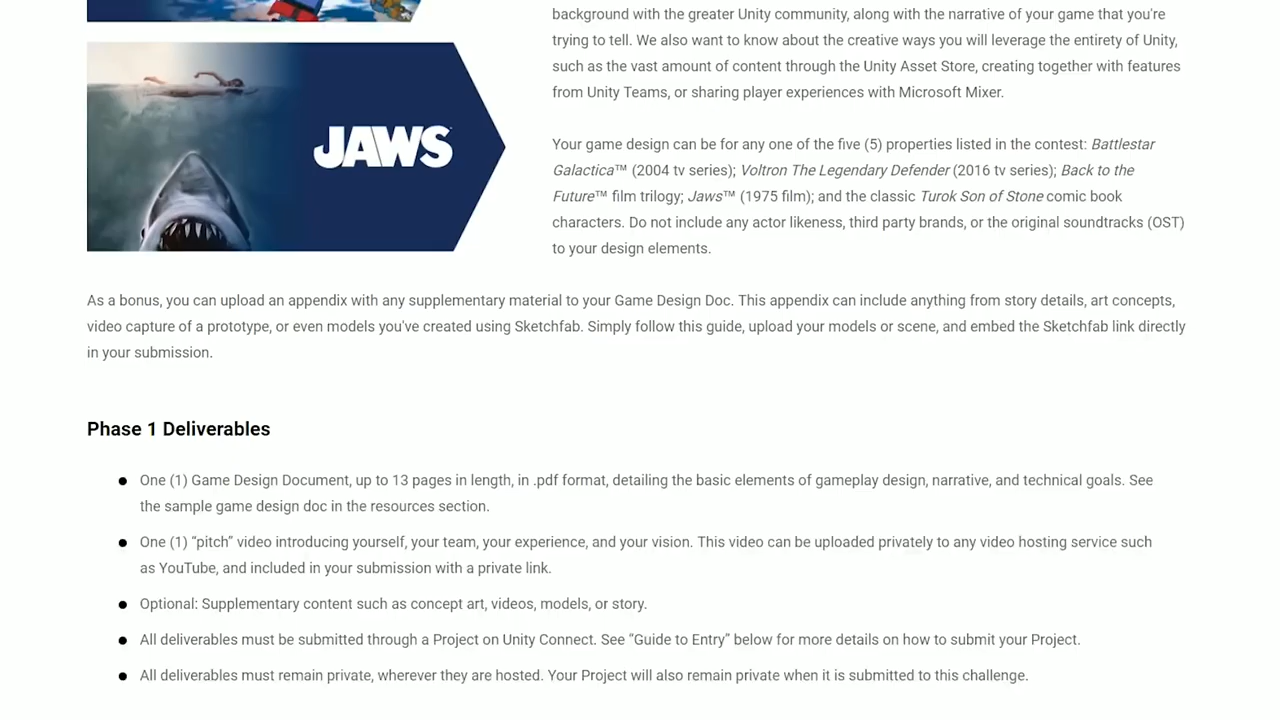 background with the greater Unity community, along with the narrative of your game that you're
trying to tell. We also want to know about the creative ways you will leverage the entirety of Unity,
such as the vast amount of content through the Unity Asset Store, creating together with features
from Unity Teams, or sharing player experiences with Microsoft Mixer.
JAWS
Your game design can be for any one of the five (5) properties listed in the contest: Battlestar
Galactica™ (2004 tv series); Voltron The Legendary Defender (2016 tv series); Back to the
Future™ film trilogy; Jaws™ (1975 film); and the classic Turok Son of Stone comic book
characters. Do not include any actor likeness, third party brands, or the original soundtracks (OST)
to your design elements.
As a bonus, you can upload an appendix with any supplementary material to your Game Design Doc. This appendix can include anything from story details, art concepts,
video capture of a prototype, or even models you've created using Sketchfab. Simply follow this guide, upload your models or scene, and embed the Sketchfab link directly
in your submission.
Phase 1 Deliverables
● One (1) Game Design Document, up to 13 pages in length, in .pdf format, detailing the basic elements of gameplay design, narrative, and technical goals. See
the sample game design doc in the resources section.
● One (1) “pitch” video introducing yourself, your team, your experience, and your vision. This video can be uploaded privately to any video hosting service such
as YouTube, and included in your submission with a private link.
● Optional: Supplementary content such as concept art, videos, models, or story.
● All deliverables must be submitted through a Project on Unity Connect. See “Guide to Entry” below for more details on how to submit your Project.
● All deliverables must remain private, wherever they are hosted. Your Project will also remain private when it is submitted to this challenge.